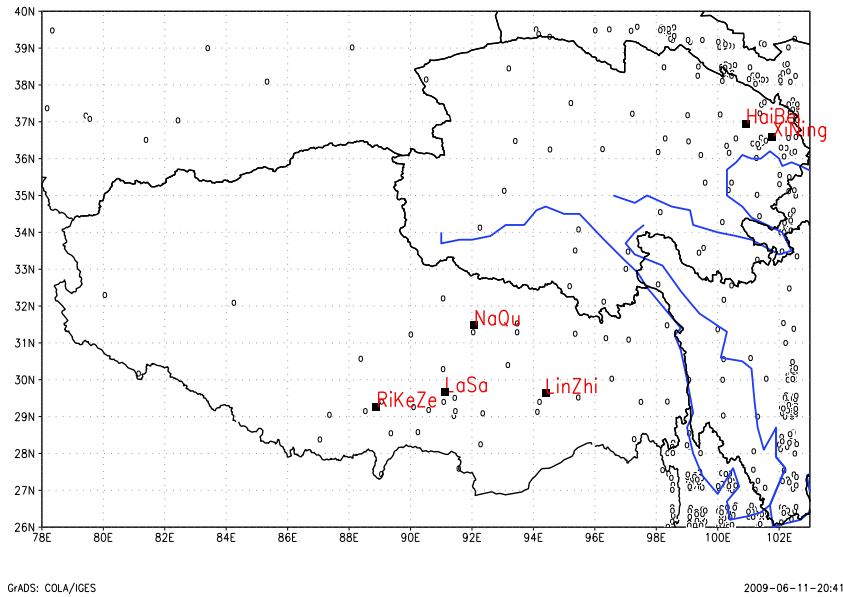 40N
39N
38N
37N
HaiBei
XiNing
36N
35N
34N
33N
32N
NaQu
31N
30N
LaSa
LinZhi
RiKeZe
29N
28N
27N
26N
78E 80E 82E 84E 86E 88E 90E 92E 94E 96E 98E 100E 102E
GrADS: COLA/IGES 2009-06-11-20:41